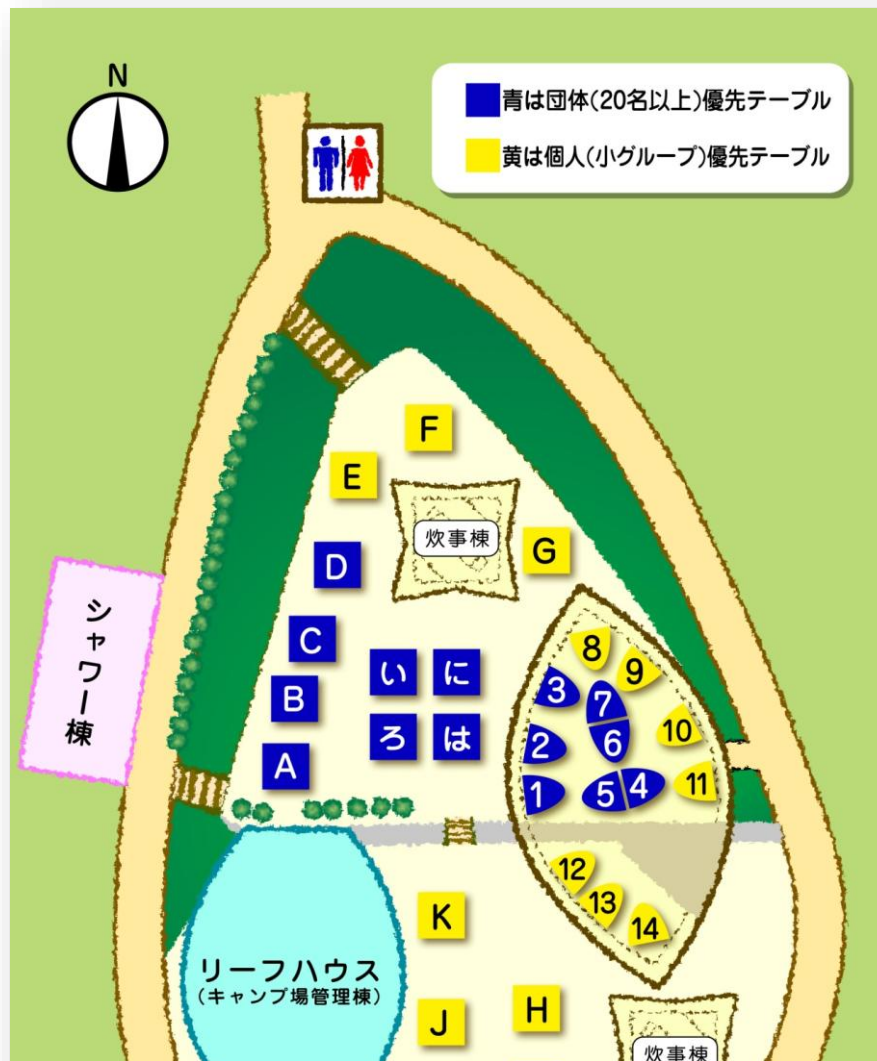 N
青は団体(20名以上)優先テーブル
黄は個人(小グループ)優先テーブル
F
E
炊事棟
G
D
シャワー棟
C
B
A
い
に
ろ
は
8
9
3
7
10
2
6
11
1
5
4
12
13
14
K
リーフハウス
(キャンプ場管理棟)
J
H
炊事棟